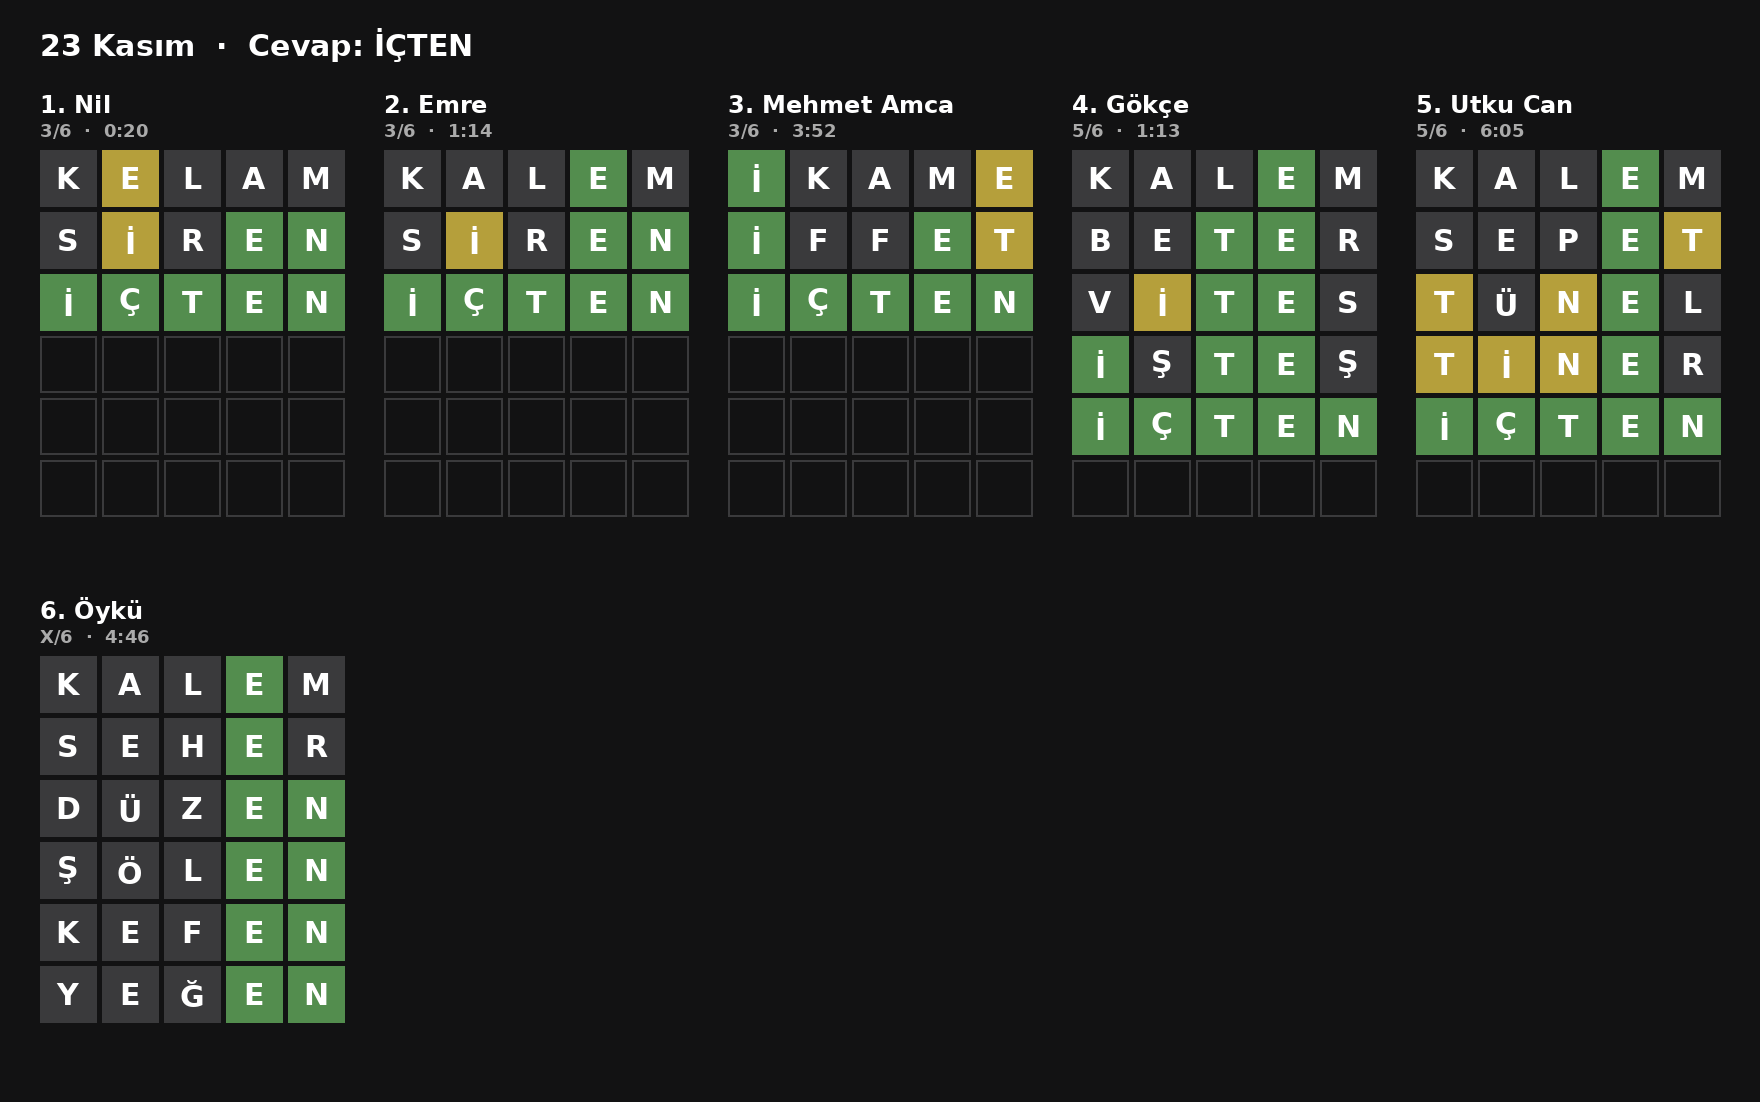 23 Kasım · Cevap: İÇTEN
1. Nil
3/6 · 0:20
KELAM
SİREN
İÇTEN
2. Emre
3/6 · 1:14
KALEM
SİREN
İÇTEN
3. Mehmet Amca
3/6 · 3:52
İKAME
İFFET
İÇTEN
4. Gökçe
5/6 · 1:13
KALEM
BETER
VİTES
İŞTEŞ
İÇTEN
5. Utku Can
5/6 · 6:05
KALEM
SEPET
TÜNEL
TİNER
İÇTEN
6. Öykü
X/6 · 4:46
KALEM
SEHER
DÜZEN
ŞÖLEN
KEFEN
YEĞEN